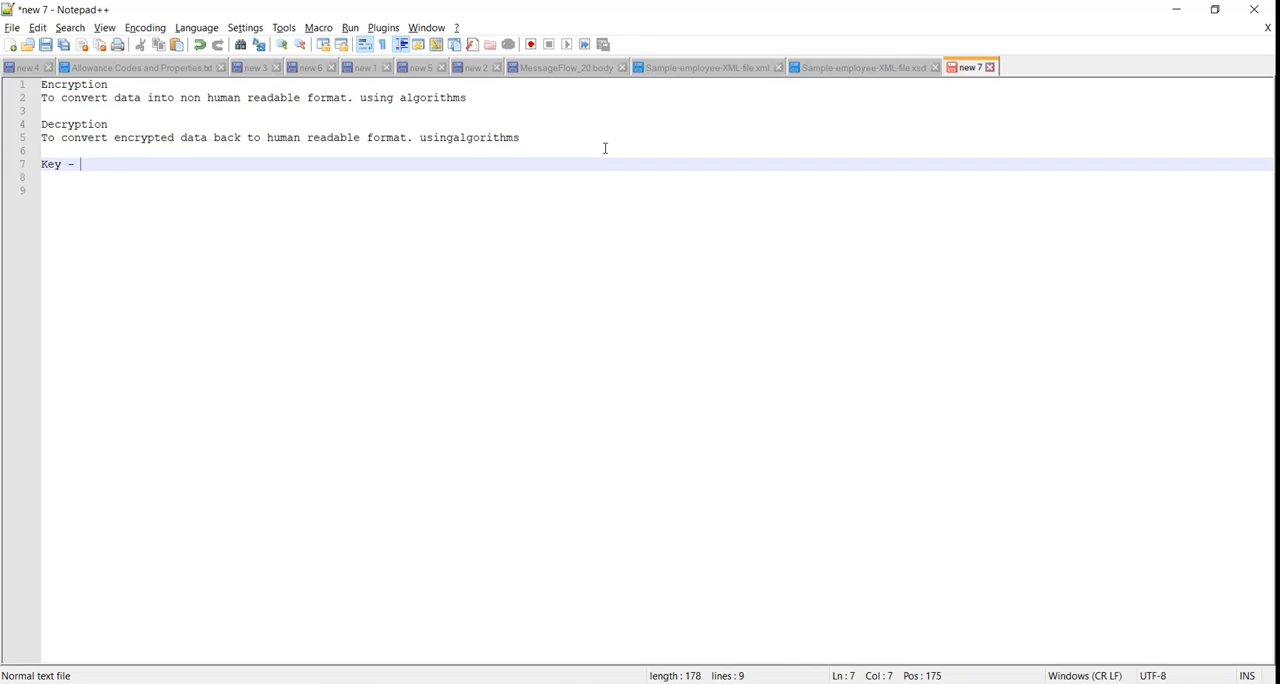 *new 7 - Notepad++
File Edit Search View Encoding Language Settings Tools Macro Run Plugins Window ? X
new 4 Allowance Codes and Properties.txt new 3 new 6 new 1 new 5 new 2 MessageFlow_20.body Sample-employee-XML-file.xml Sample-employee-XML-file.xsd new 7
1 Encryption
2 To convert data into non human readable format. using algorithms
3
4 Decryption
5 To convert encrypted data back to human readable format. usingalgorithms
6
7 Key -
8
9
Normal text file length : 178 lines : 9 Ln : 7 Col : 7 Pos : 175 Windows (CR LF) UTF-8 INS